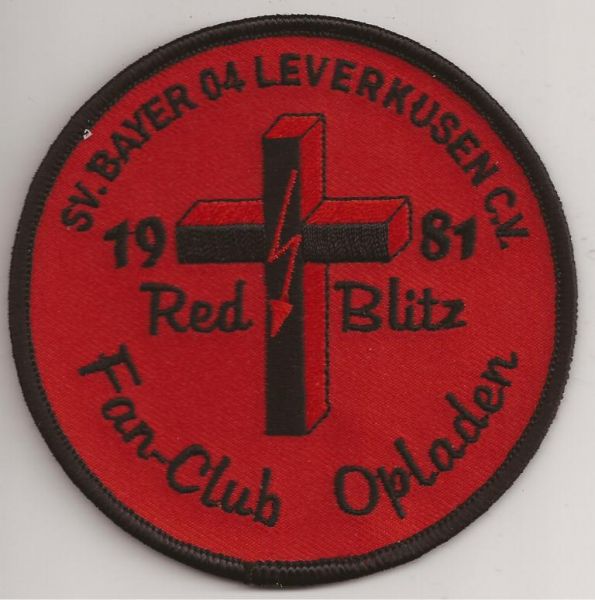 SV. BAYER 04 LEVERKUSEN C.V.
19 81
Red Blitz
Fan-Club Opladen